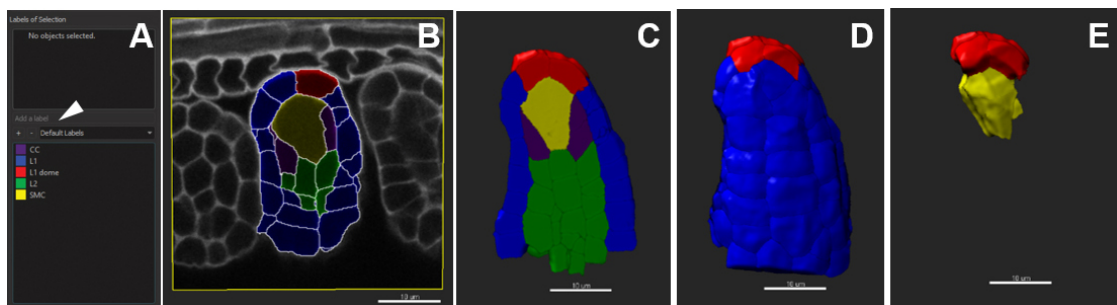 Labels of Selection
No objects selected.
Add a label
+ - Default Labels
CC
L1
L1 dome
L2
SMC
A
B
10 µm
C
10 µm
D
10 µm
E
10 µm